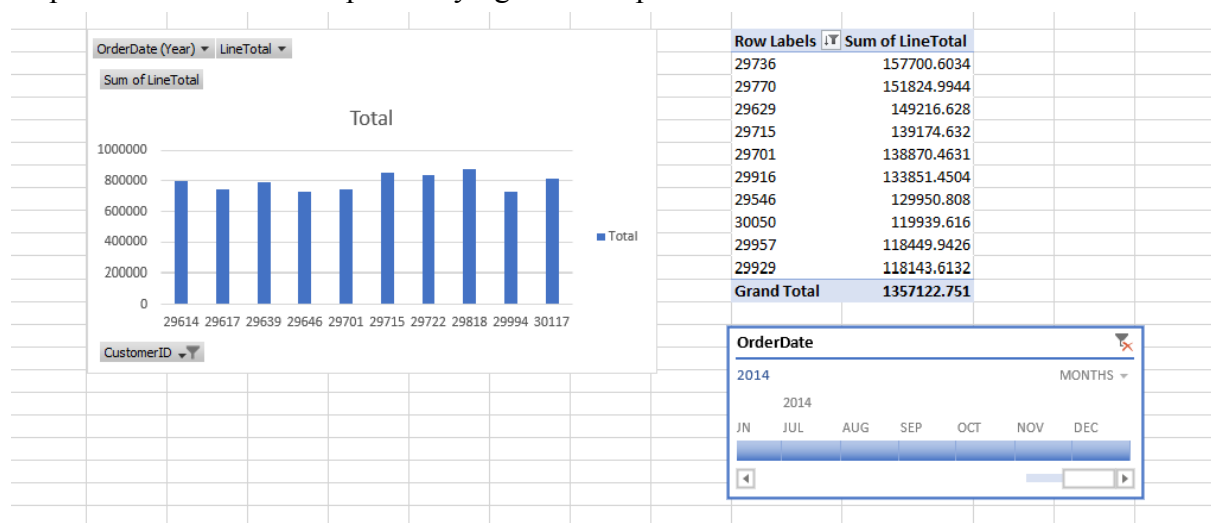 OrderDate (Year) LineTotal
Sum of LineTotal
Total
1000000
800000
600000
400000
200000
0
29614 29617 29639 29646 29701 29715 29722 29818 29994 30117
Total
CustomerID
Row Labels Sum of LineTotal
29736 157700.6034
29770 151824.9944
29629 149216.628
29715 139174.632
29701 138870.4631
29916 133851.4504
29546 129950.808
30050 119939.616
29957 118449.9426
29929 118143.6132
Grand Total 1357122.751
OrderDate
2014 MONTHS
2014
JN JUL AUG SEP OCT NOV DEC